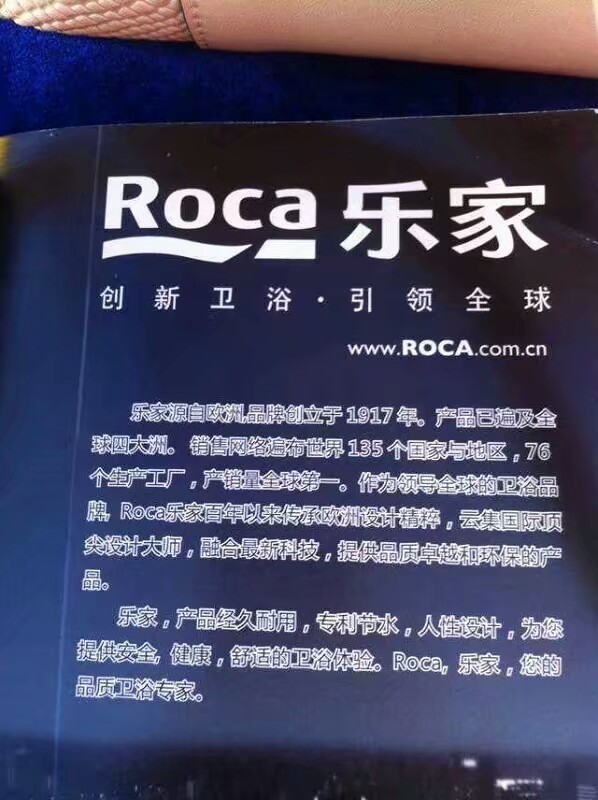 Roca 乐家
创新卫浴·引领全球
www.ROCA.com.cn
乐家源自欧洲,品牌创立于1917年。产品已遍及全
球四大洲。销售网络遍布世界135个国家与地区，76
个生产工厂，产销量全球第一。作为领导全球的卫浴品
牌, Roca乐家百年以来传承欧洲设计精粹，云集国际顶
尖设计大师，融合最新科技，提供品质卓越和环保的产
品。
乐家，产品经久耐用，专利节水，人性设计，为您
提供安全, 健康，舒适的卫浴体验。Roca, 乐家，您的
品质卫浴专家。